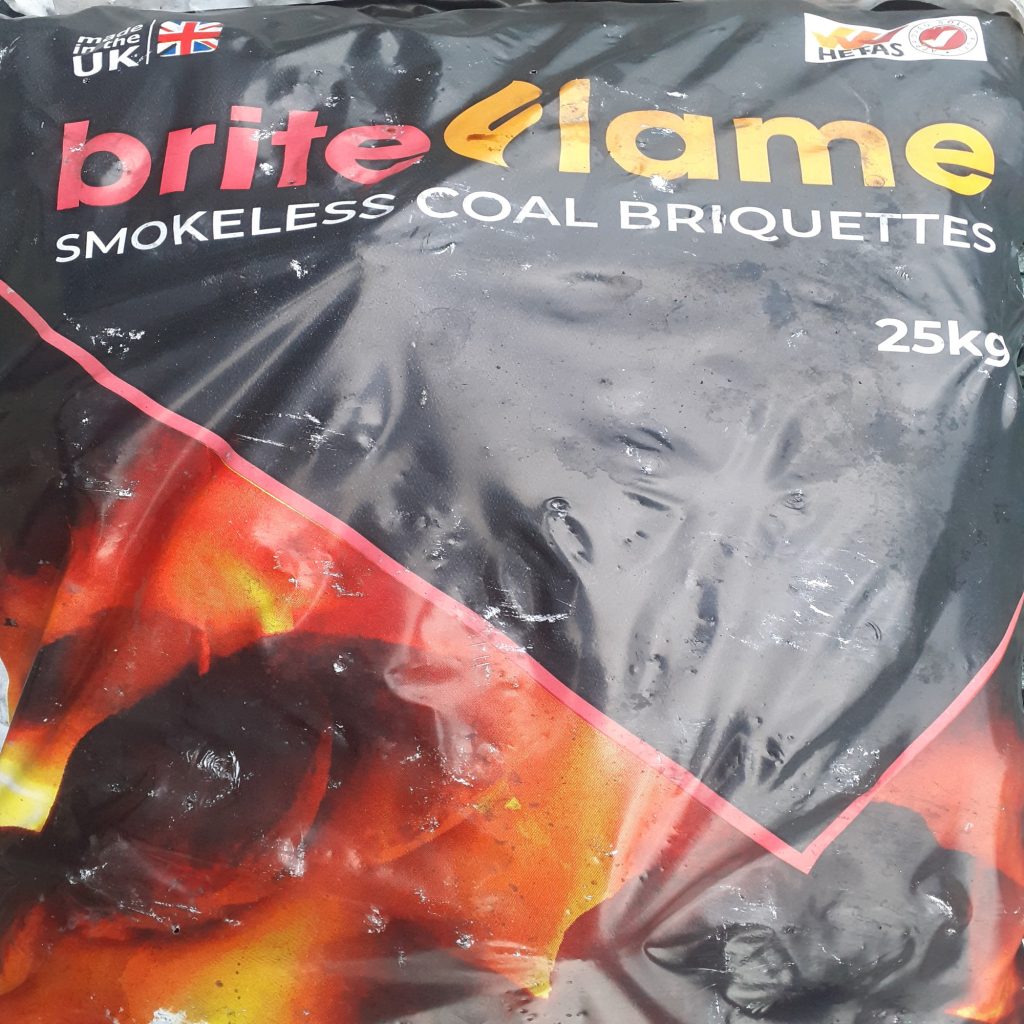 made
in the
UK
HETAS
briteflame
SMOKELESS COAL BRIQUETTES
25kg